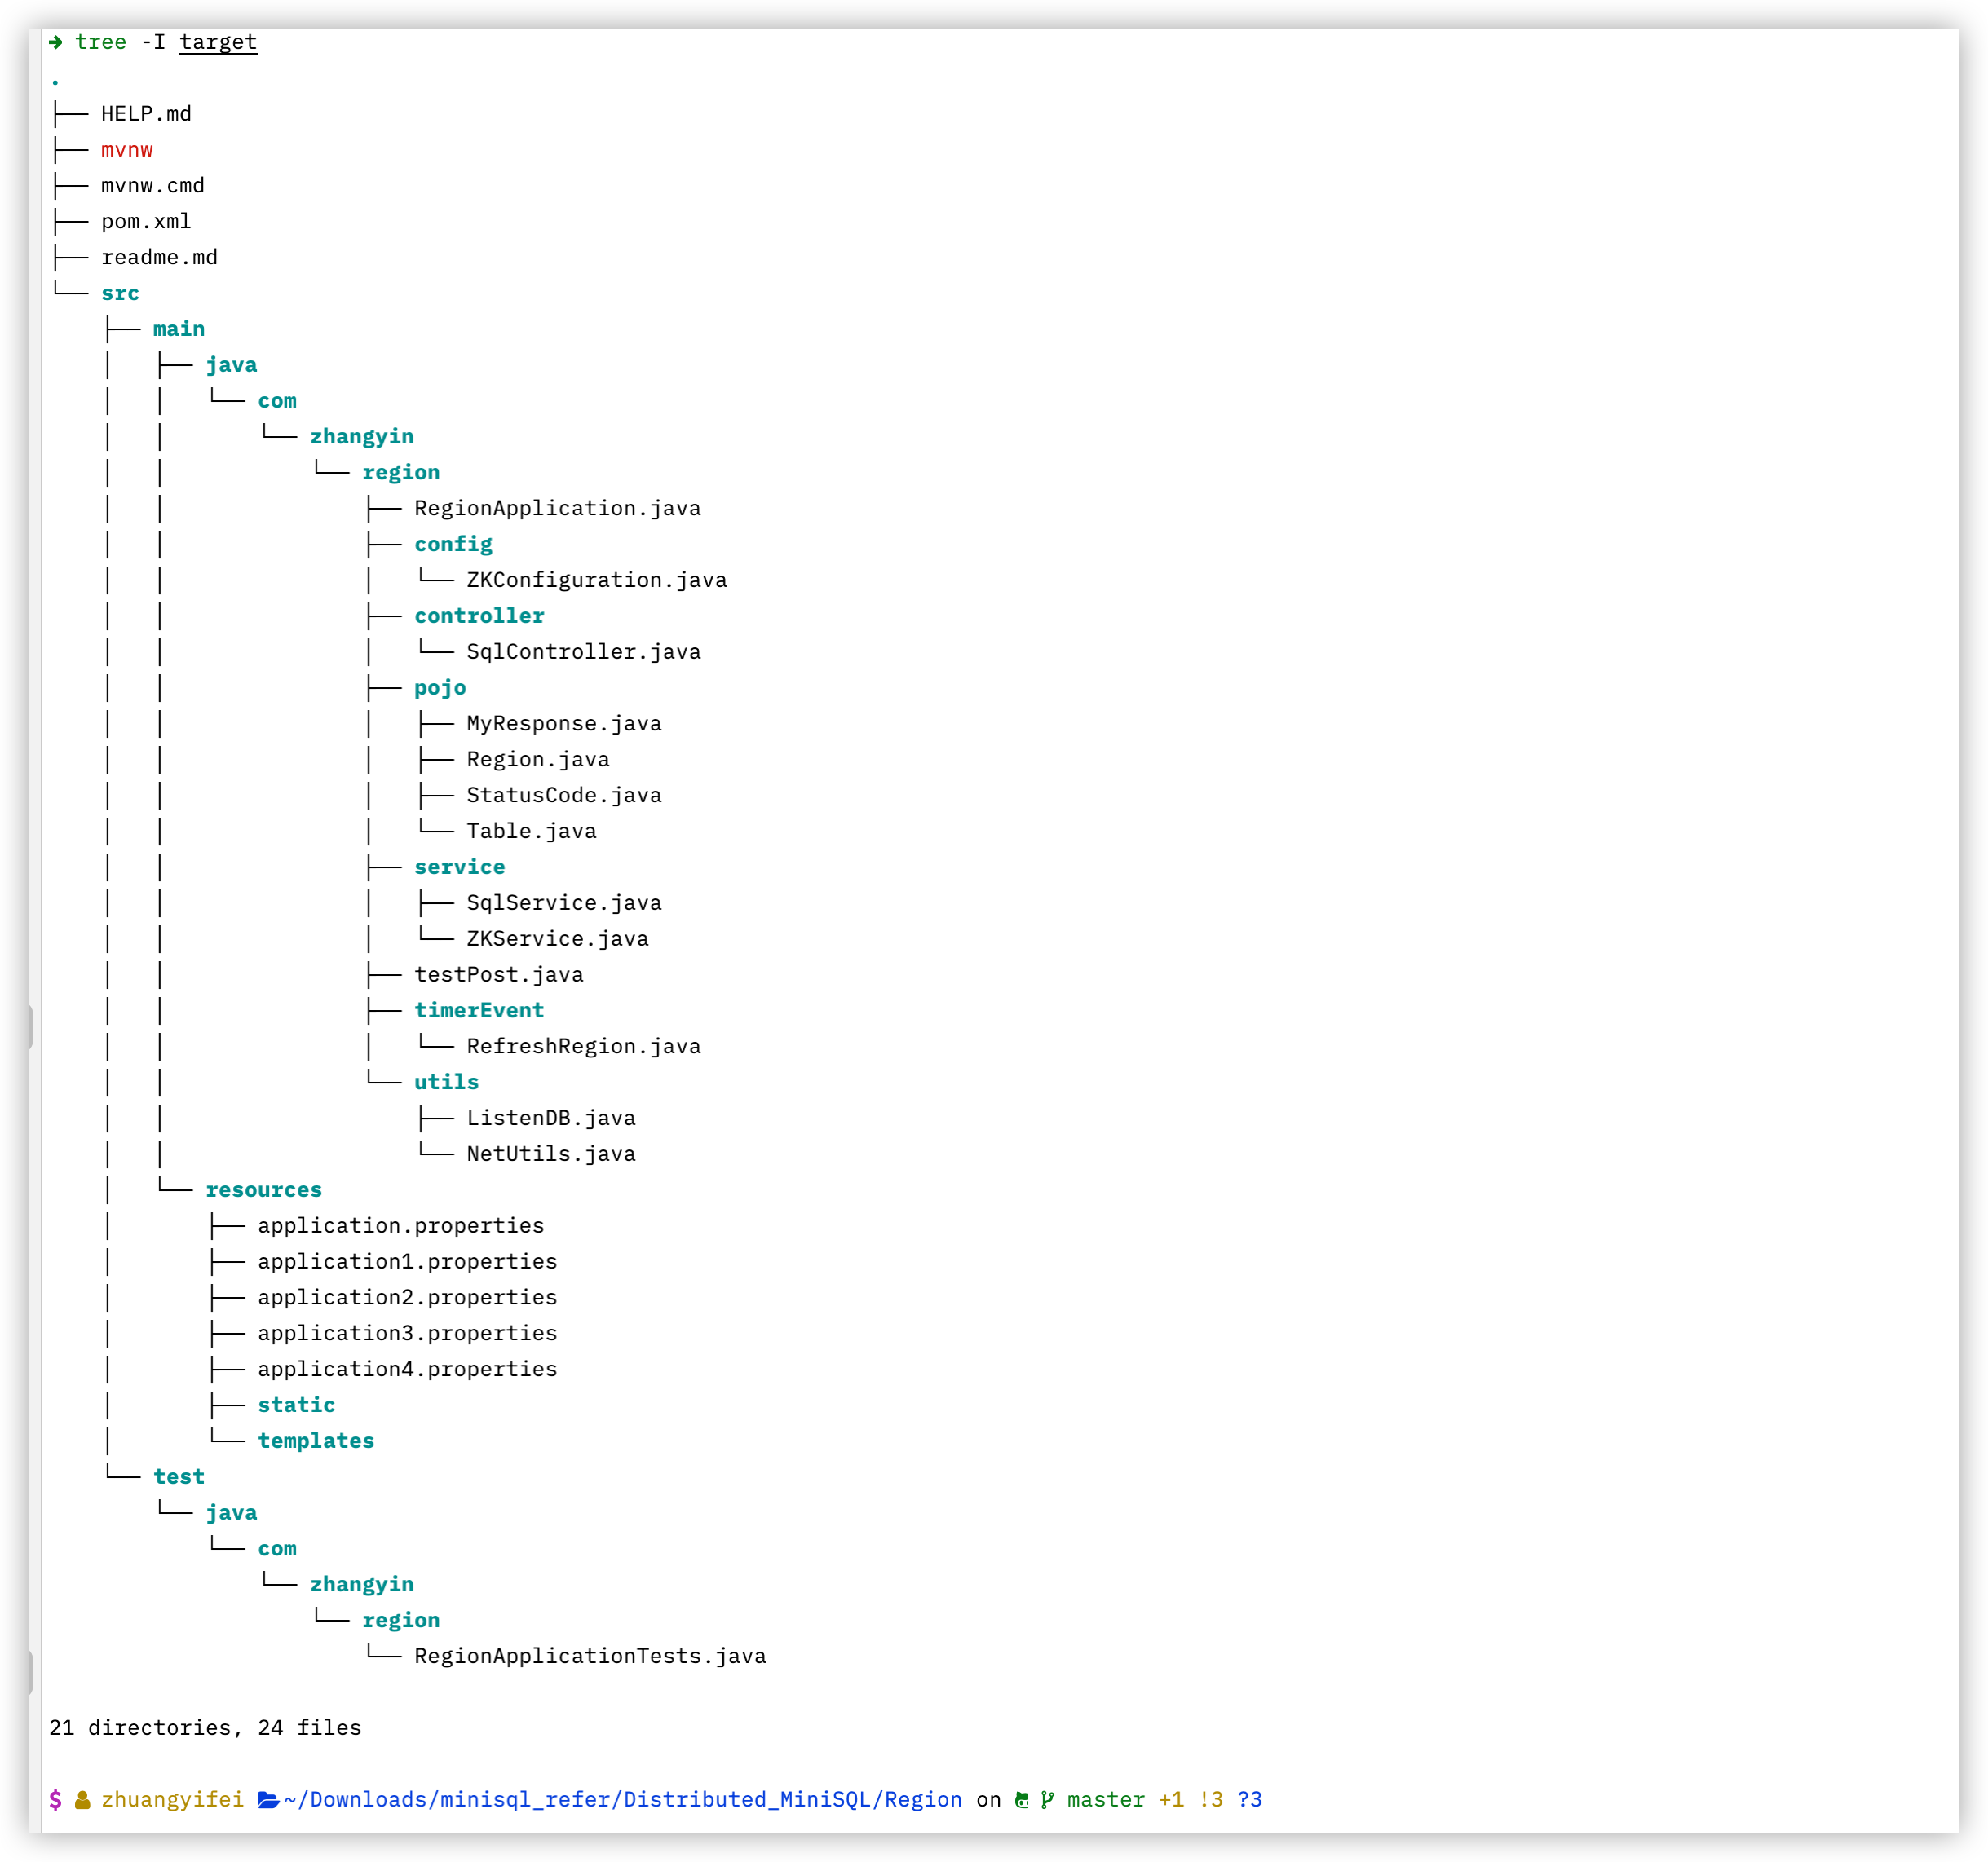 ➜ tree -I target
.
├── HELP.md
├── mvnw
├── mvnw.cmd
├── pom.xml
├── readme.md
└── src
    ├── main
    │   ├── java
    │   │   └── com
    │   │       └── zhangyin
    │   │           └── region
    │   │               ├── RegionApplication.java
    │   │               ├── config
    │   │               │   └── ZKConfiguration.java
    │   │               ├── controller
    │   │               │   └── SqlController.java
    │   │               ├── pojo
    │   │               │   ├── MyResponse.java
    │   │               │   ├── Region.java
    │   │               │   ├── StatusCode.java
    │   │               │   └── Table.java
    │   │               ├── service
    │   │               │   ├── SqlService.java
    │   │               │   └── ZKService.java
    │   │               ├── testPost.java
    │   │               ├── timerEvent
    │   │               │   └── RefreshRegion.java
    │   │               └── utils
    │   │                   ├── ListenDB.java
    │   │                   └── NetUtils.java
    │   └── resources
    │       ├── application.properties
    │       ├── application1.properties
    │       ├── application2.properties
    │       ├── application3.properties
    │       ├── application4.properties
    │       ├── static
    │       └── templates
    └── test
        └── java
            └── com
                └── zhangyin
                    └── region
                        └── RegionApplicationTests.java
21 directories, 24 files
$ zhuangyifei ~/Downloads/minisql_refer/Distributed_MiniSQL/Region on master +1 !3 ?3